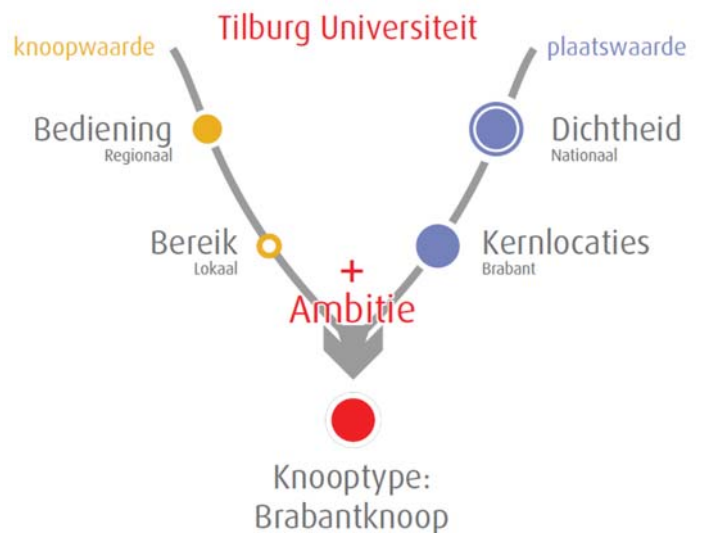 Tilburg Universiteit
knoopwaarde
plaatswaarde
Bediening
Regionaal
Dichtheid
Nationaal
Bereik
Lokaal
Kernlocaties
Brabant
+
Ambitie
Knooptype:
Brabantknoop